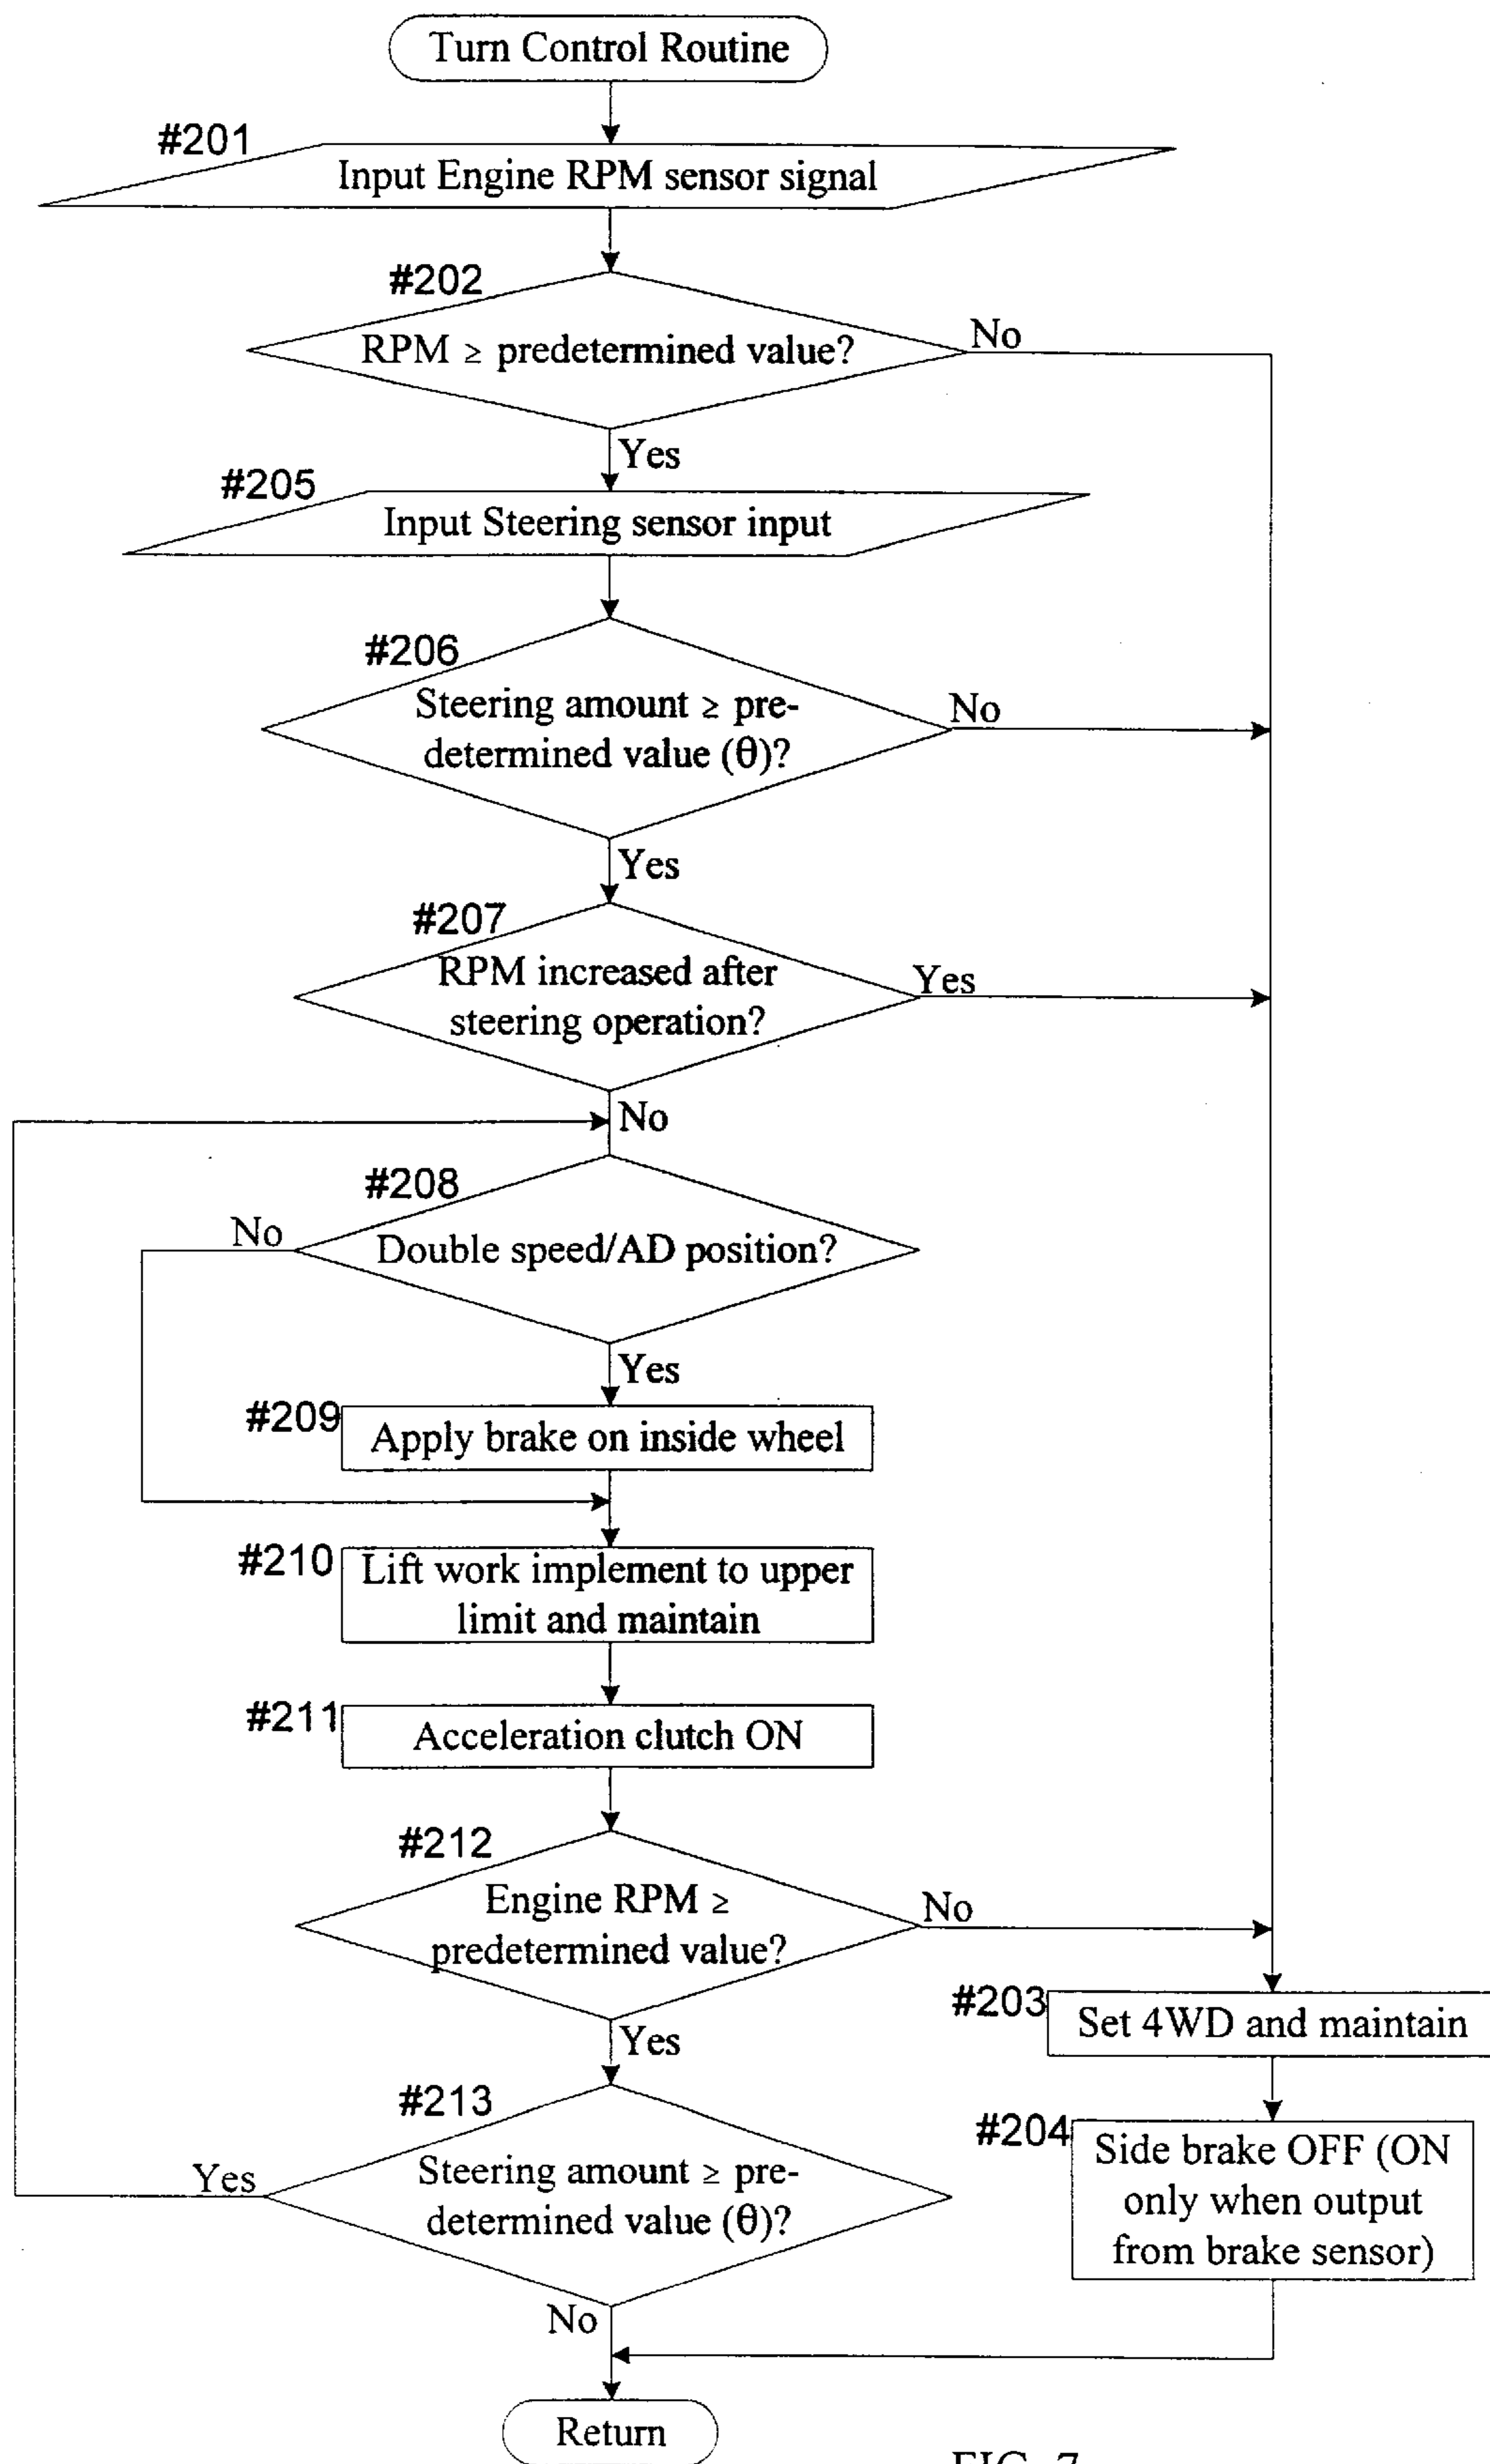 Turn Control Routine
#201
Input Engine RPM sensor signal
#202
RPM ≥ predetermined value?
No
Yes
#205
Input Steering sensor input
#206
Steering amount ≥ pre-
determined value (θ)?
No
Yes
#207
RPM increased after
steering operation?
Yes
No
#208
No
Double speed/AD position?
Yes
#209
Apply brake on inside wheel
#210
Lift work implement to upper
limit and maintain
#211
Acceleration clutch ON
#212
Engine RPM ≥
predetermined value?
No
Yes
#203
Set 4WD and maintain
#213
Steering amount ≥ pre-
determined value (θ)?
Yes
No
#204
Side brake OFF (ON
only when output
from brake sensor)
Return
FIG. 7